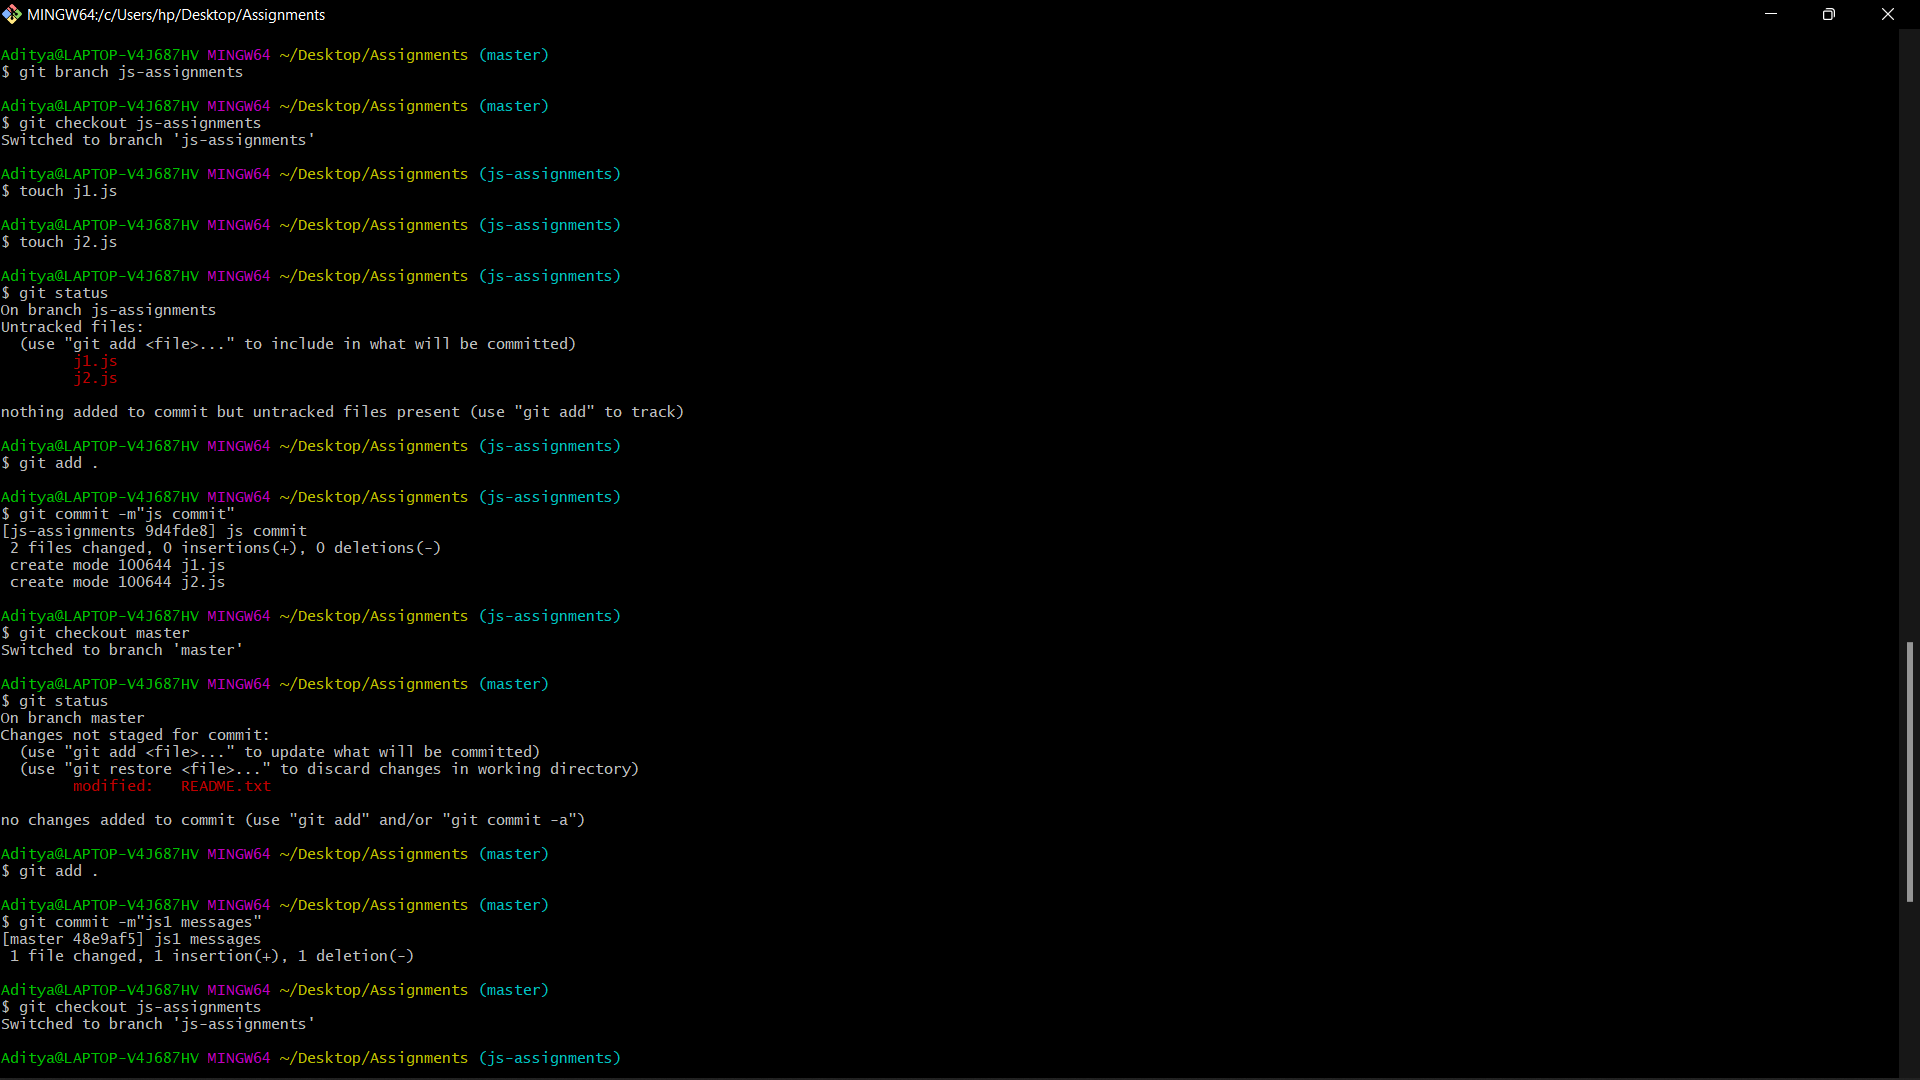 MINGW64:/c/Users/hp/Desktop/Assignments
Aditya@LAPTOP-V4J687HV MINGW64 ~/Desktop/Assignments (master)
$ git branch js-assignments
Aditya@LAPTOP-V4J687HV MINGW64 ~/Desktop/Assignments (master)
$ git checkout js-assignments
Switched to branch 'js-assignments'
Aditya@LAPTOP-V4J687HV MINGW64 ~/Desktop/Assignments (js-assignments)
$ touch j1.js
Aditya@LAPTOP-V4J687HV MINGW64 ~/Desktop/Assignments (js-assignments)
$ touch j2.js
Aditya@LAPTOP-V4J687HV MINGW64 ~/Desktop/Assignments (js-assignments)
$ git status
On branch js-assignments
Untracked files:
  (use "git add <file>..." to include in what will be committed)
        j1.js
        j2.js
nothing added to commit but untracked files present (use "git add" to track)
Aditya@LAPTOP-V4J687HV MINGW64 ~/Desktop/Assignments (js-assignments)
$ git add .
Aditya@LAPTOP-V4J687HV MINGW64 ~/Desktop/Assignments (js-assignments)
$ git commit -m"js commit"
[js-assignments 9d4fde8] js commit
 2 files changed, 0 insertions(+), 0 deletions(-)
 create mode 100644 j1.js
 create mode 100644 j2.js
Aditya@LAPTOP-V4J687HV MINGW64 ~/Desktop/Assignments (js-assignments)
$ git checkout master
Switched to branch 'master'
Aditya@LAPTOP-V4J687HV MINGW64 ~/Desktop/Assignments (master)
$ git status
On branch master
Changes not staged for commit:
  (use "git add <file>..." to update what will be committed)
  (use "git restore <file>..." to discard changes in working directory)
        modified:   README.txt
no changes added to commit (use "git add" and/or "git commit -a")
Aditya@LAPTOP-V4J687HV MINGW64 ~/Desktop/Assignments (master)
$ git add .
Aditya@LAPTOP-V4J687HV MINGW64 ~/Desktop/Assignments (master)
$ git commit -m"js1 messages"
[master 48e9af5] js1 messages
 1 file changed, 1 insertion(+), 1 deletion(-)
Aditya@LAPTOP-V4J687HV MINGW64 ~/Desktop/Assignments (master)
$ git checkout js-assignments
Switched to branch 'js-assignments'
Aditya@LAPTOP-V4J687HV MINGW64 ~/Desktop/Assignments (js-assignments)